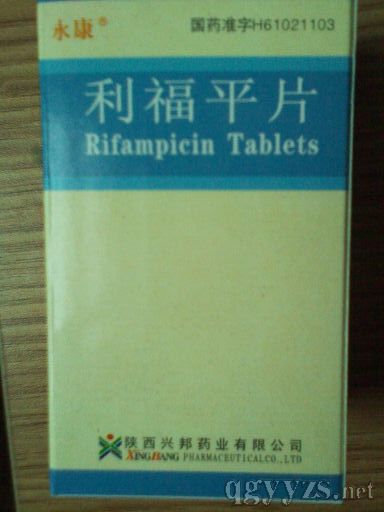 永康®
国药准字H61021103
利福平片
Rifampicin Tablets
陕西兴邦药业有限公司
XINGBANG PHARMACEUTICALCO., LTD
qgyyzs.net